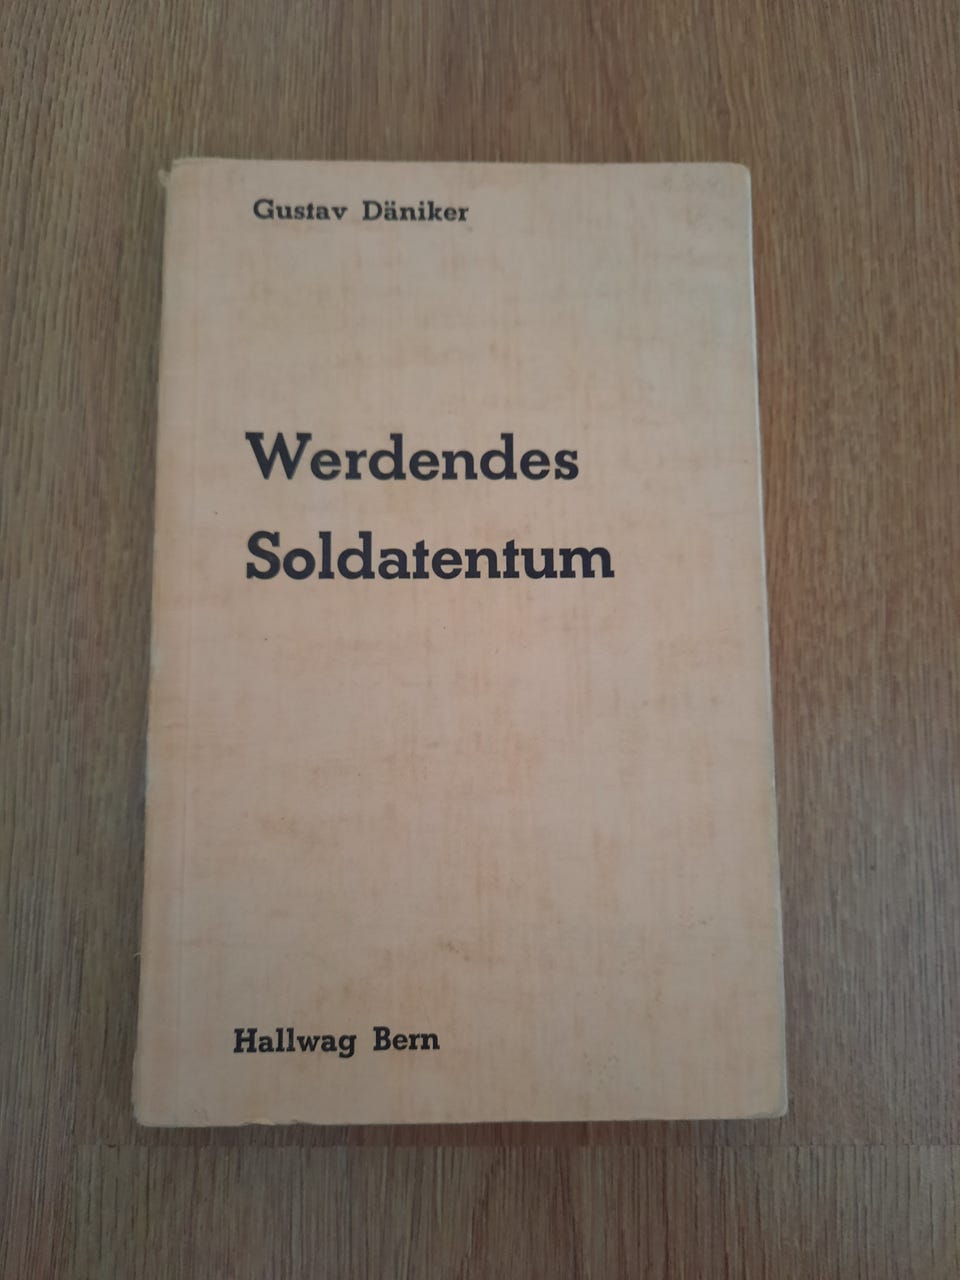 Gustav Däniker
Werdendes
Soldatentum
Hallwag Bern